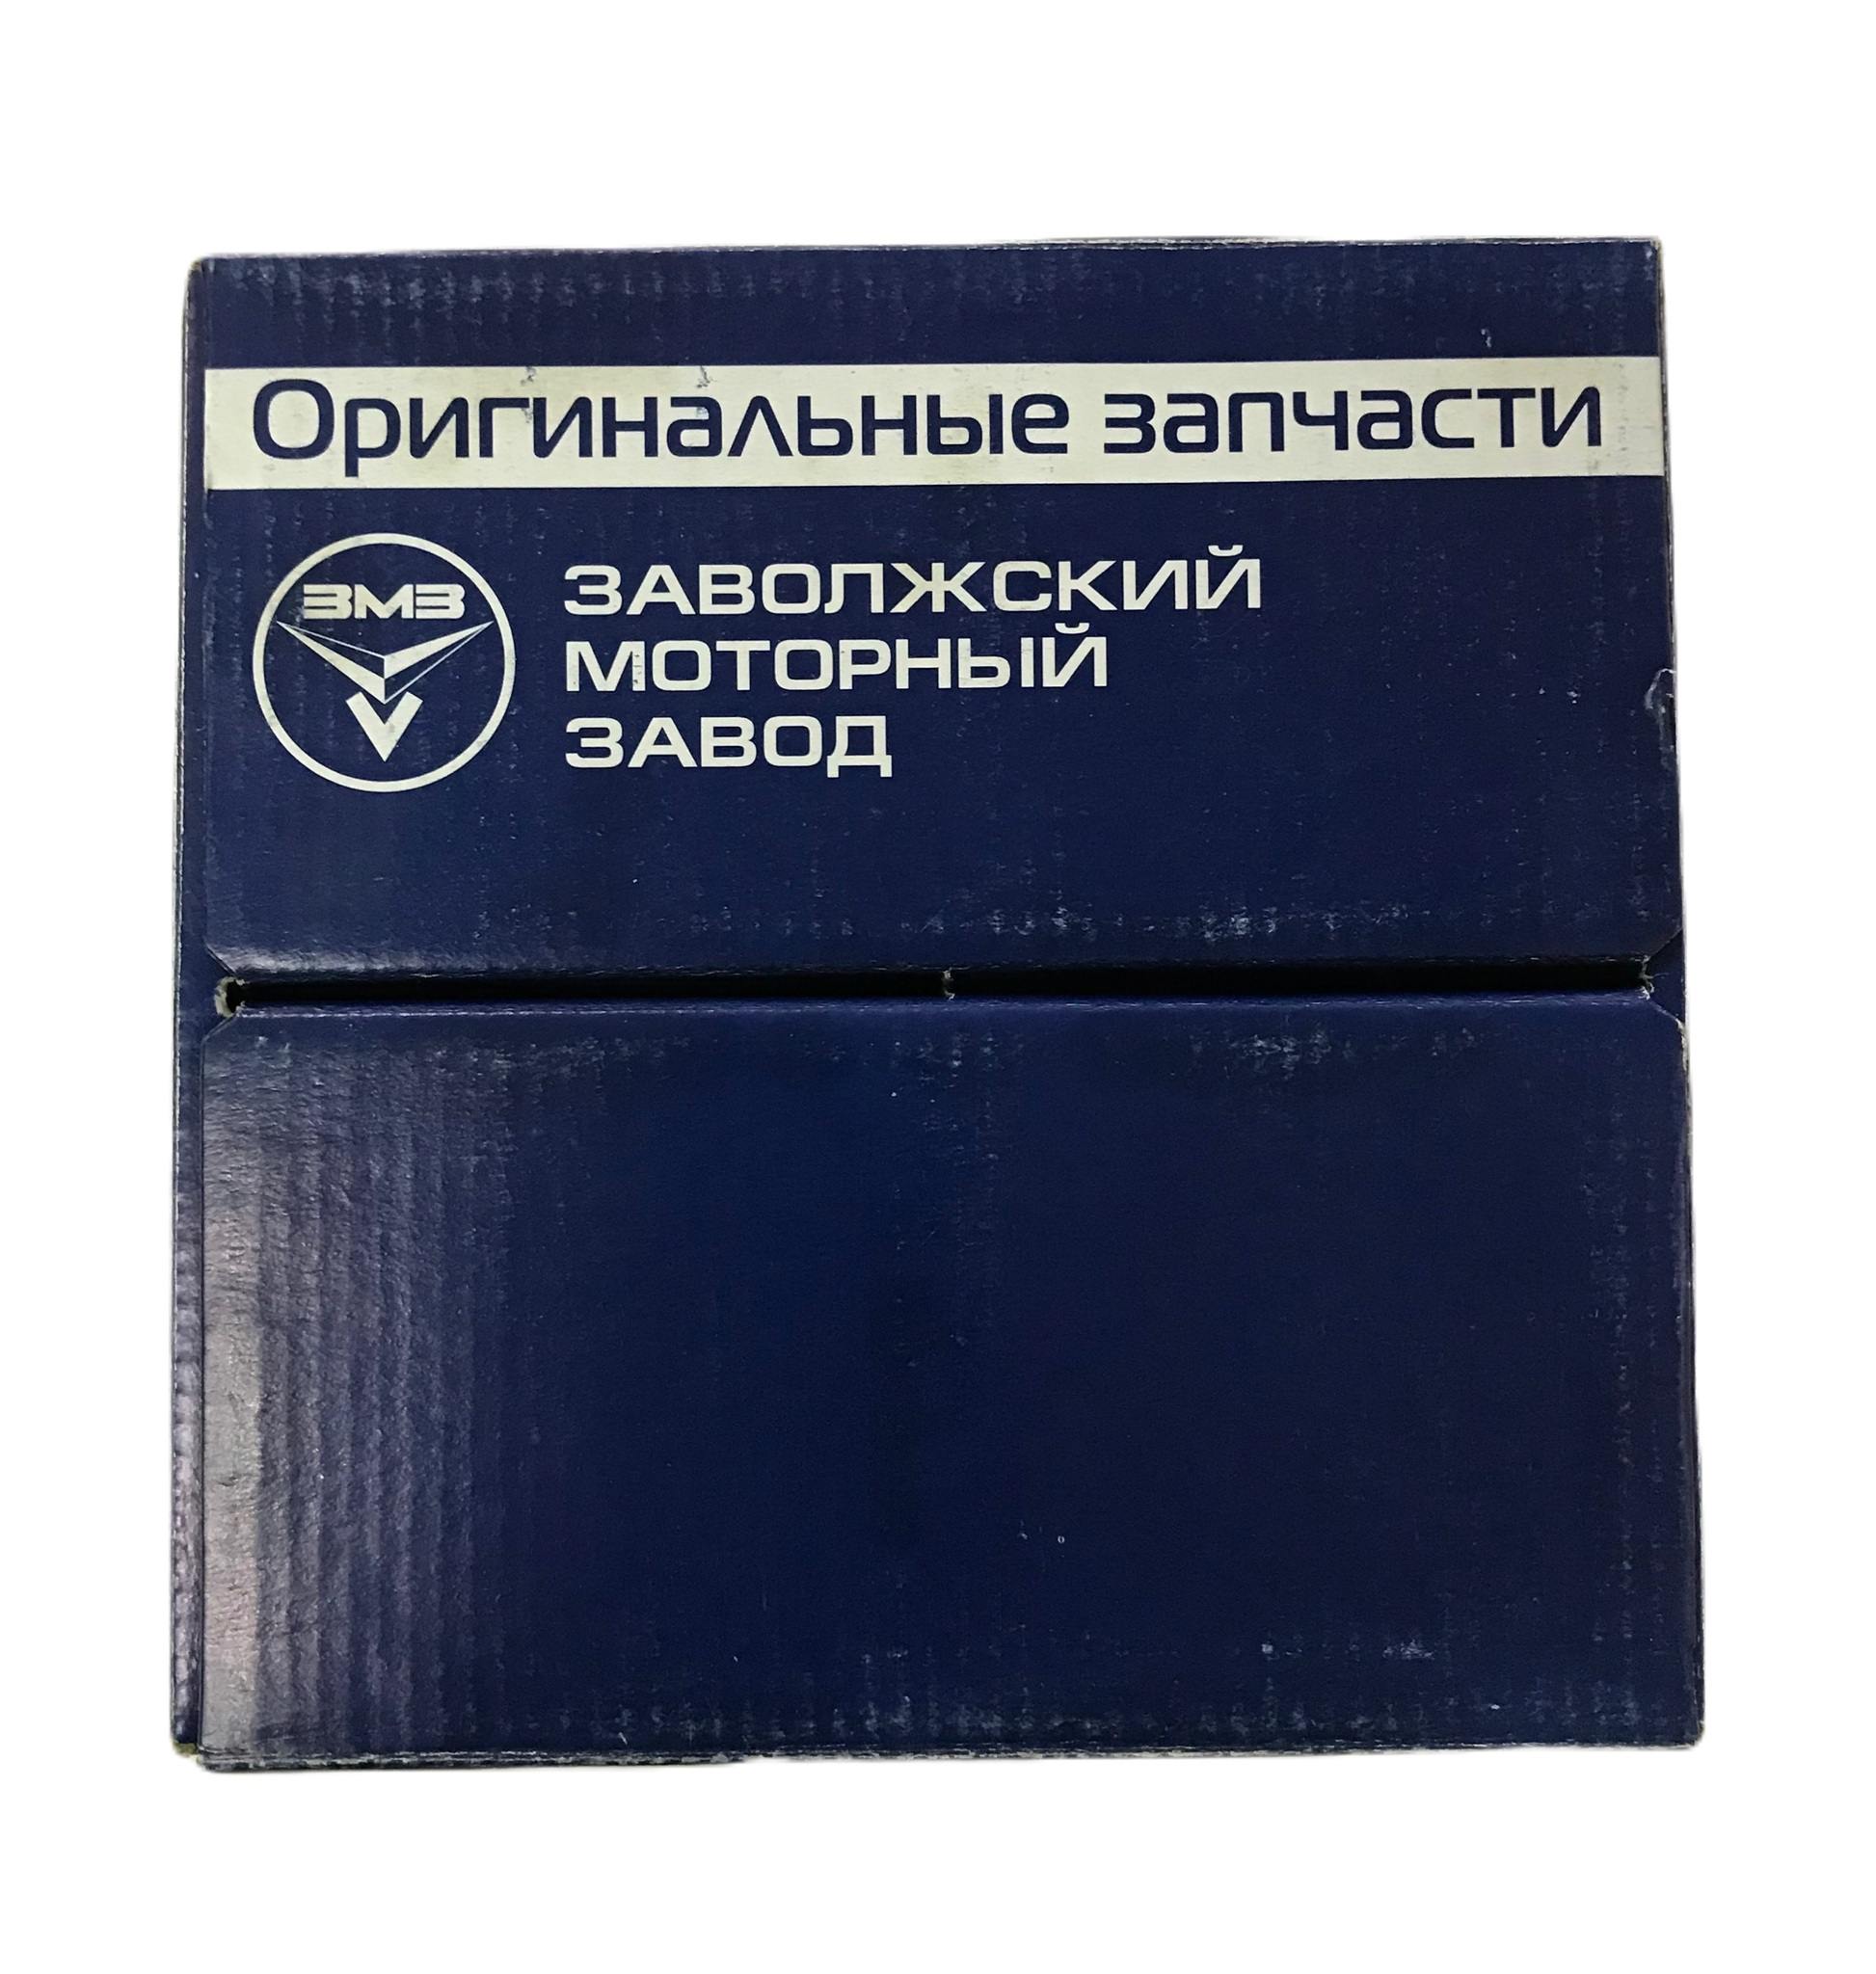 Оригинальные запчасти
ЗМЗ
ЗАВОЛЖСКИЙ
МОТОРНЫЙ
ЗАВОД